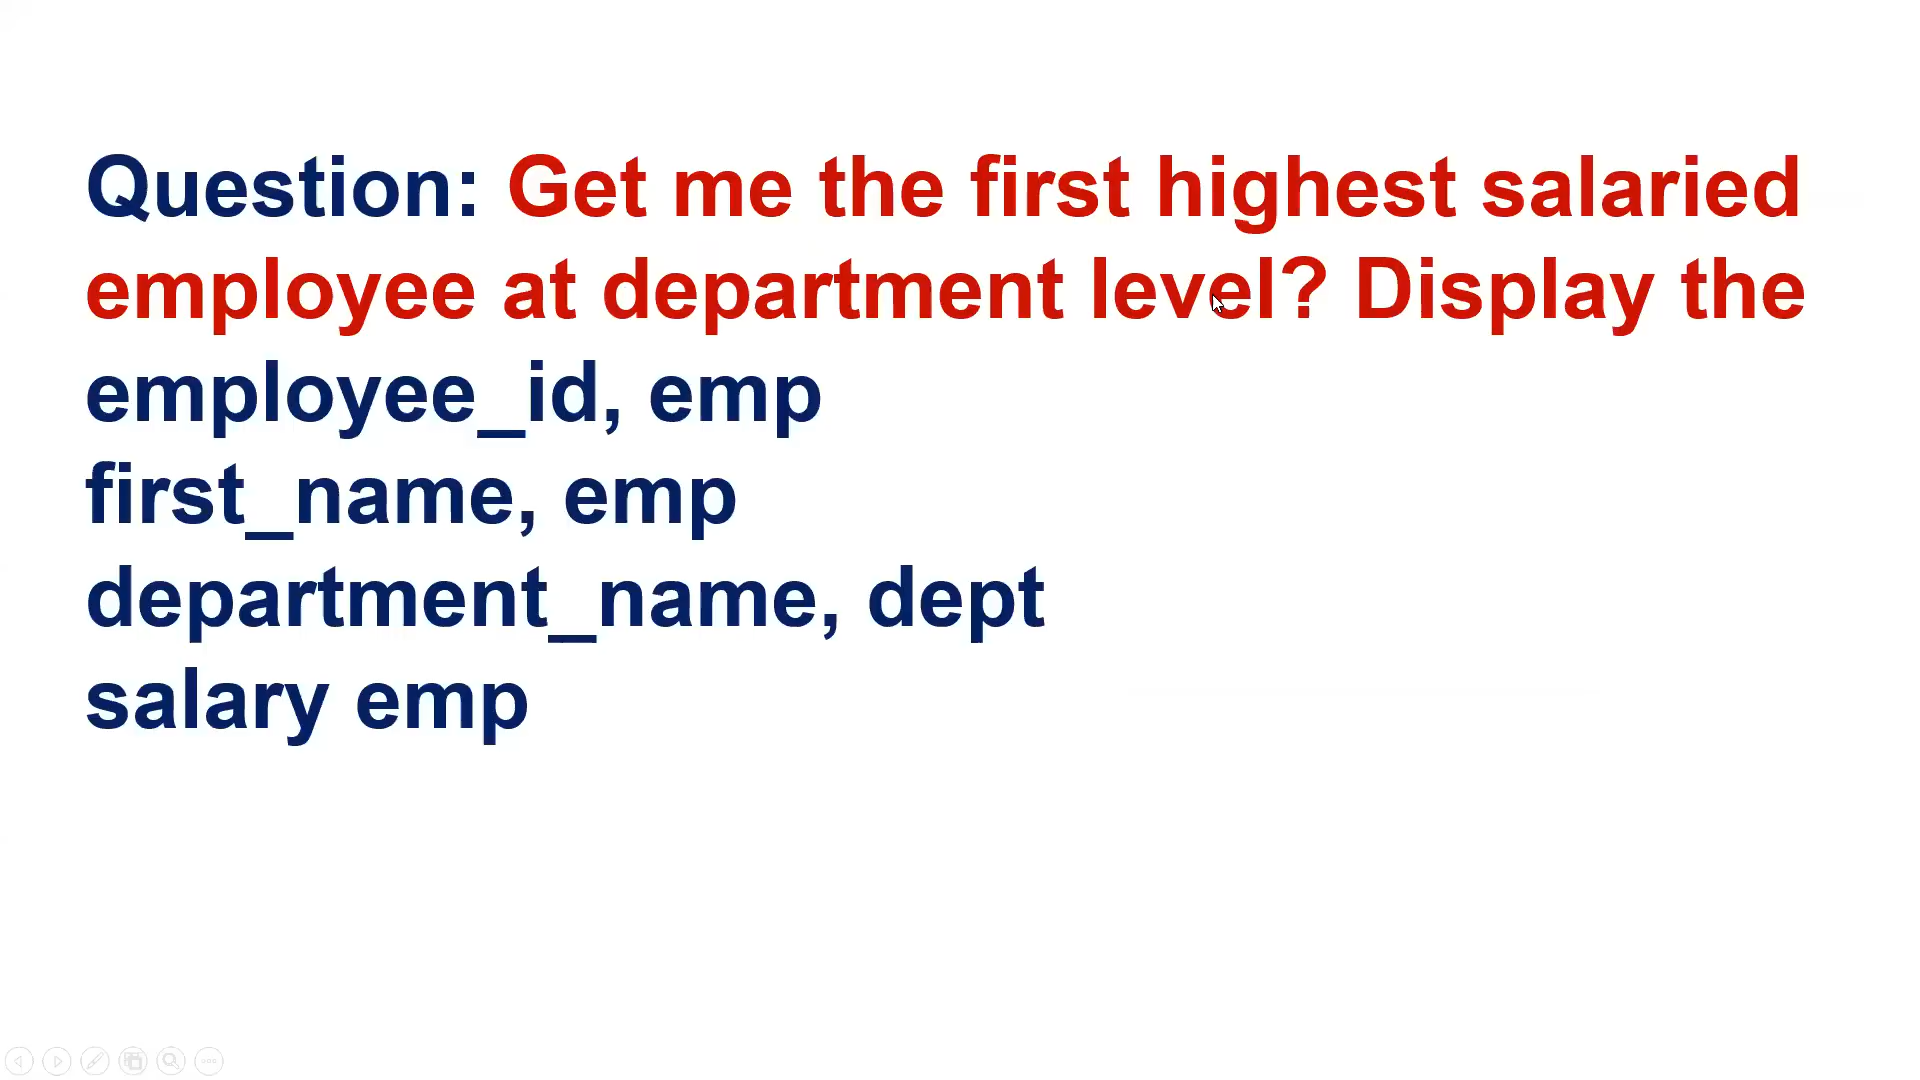 Question: Get me the first highest salaried
employee at department level? Display the
employee_id, emp
first_name, emp
department_name, dept
salary emp